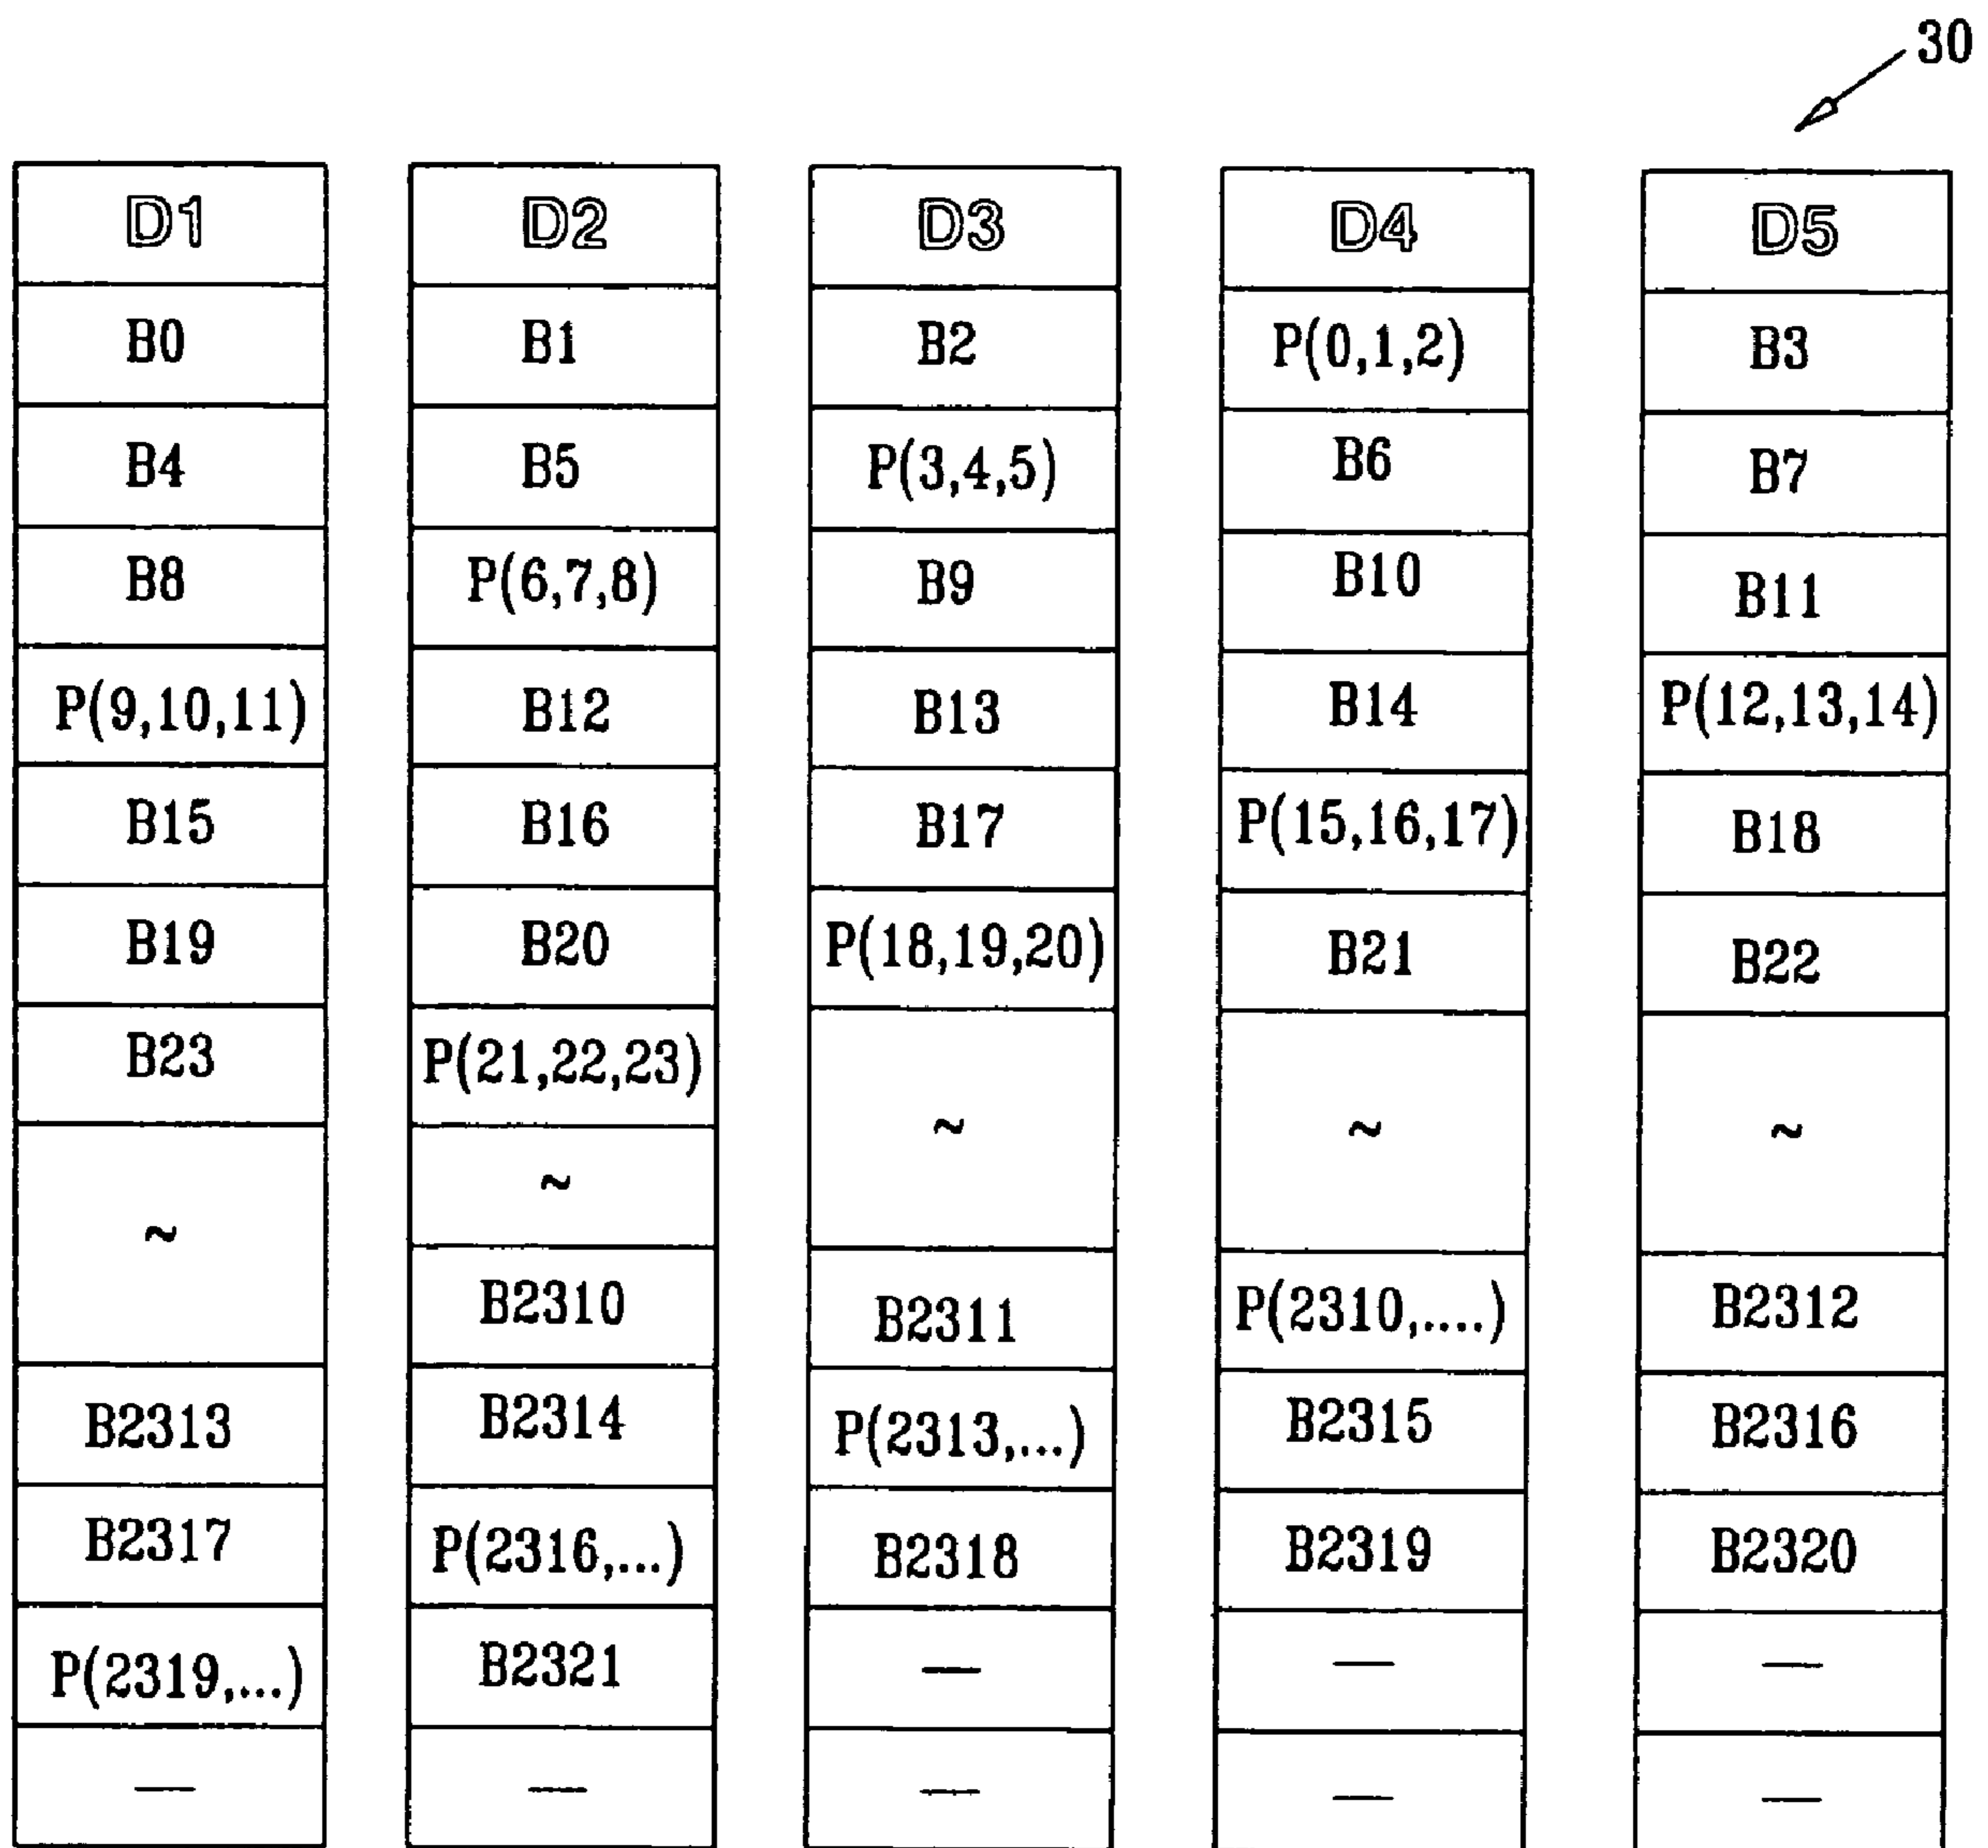 30
D1 D2 D3 D4 D5
B0 B1 B2 P(0,1,2) B3
B4 B5 P(3,4,5) B6 B7
B8 P(6,7,8) B9 B10 B11
P(9,10,11) B12 B13 B14 P(12,13,14)
B15 B16 B17 P(15,16,17) B18
B19 B20 P(18,19,20) B21 B22
B23 P(21,22,23) ~ ~ ~
~ ~
B2310 B2311 P(2310,....) B2312
B2313 B2314 P(2313,...) B2315 B2316
B2317 P(2316,...) B2318 B2319 B2320
P(2319,...) B2321 — — —
— — — — —